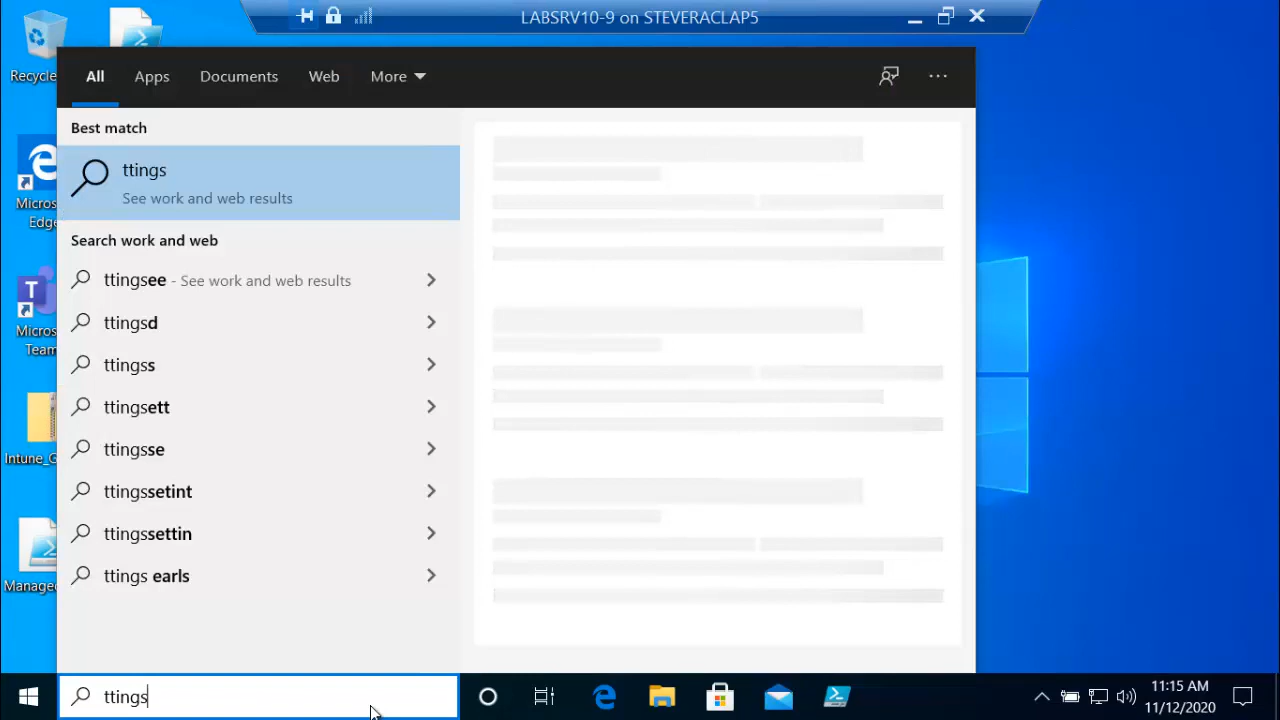 LABSRV10-9 on STEVERACLAP5
Recycle
All Apps Documents Web More
Best match
ttings
See work and web results
Search work and web
ttingsee - See work and web results
ttingsd
ttingss
ttingsett
ttingsse
ttingssetint
ttingssettin
ttings earls
Micros
Edge
Micros
Team
Intune_G
Manage
ttings
11:15 AM
11/12/2020